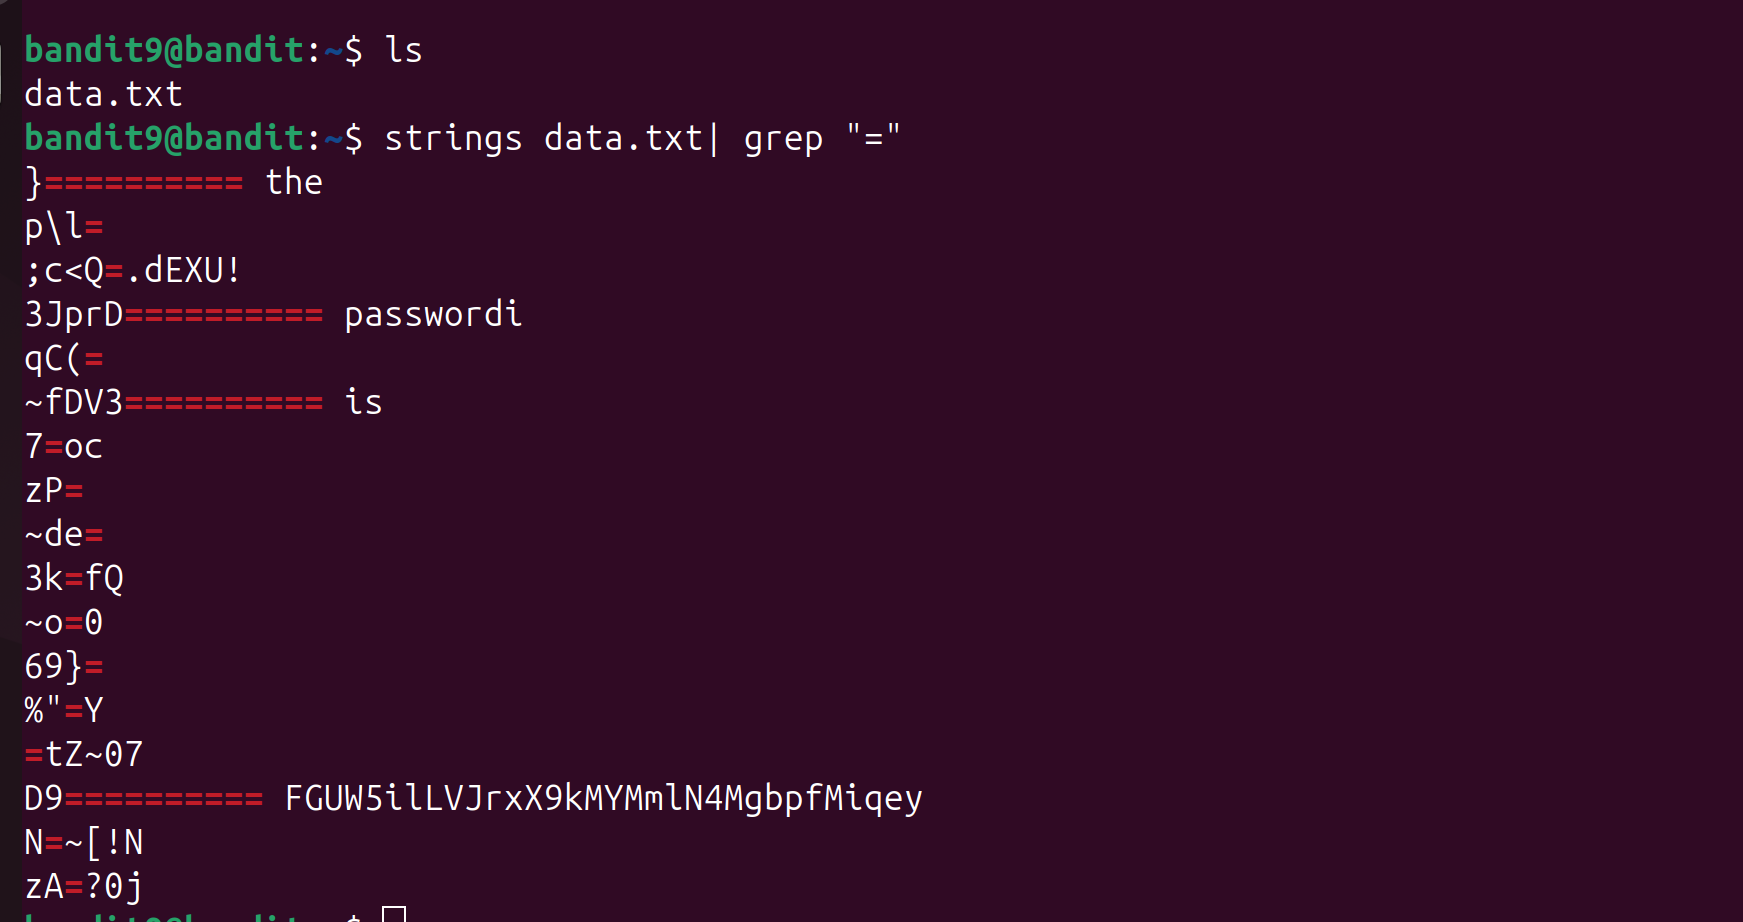 bandit9@bandit:~$ ls
data.txt
bandit9@bandit:~$ strings data.txt| grep "="
}========== the
p\l=
;c<Q=.dEXU!
3JprD========== passwordi
qC(=
~fDV3========== is
7=oc
zP=
~de=
3k=fQ
~o=0
69}=
%"=Y
=tZ~07
D9========== FGUW5ilLVJrxX9kMYMmlN4MgbpfMiqey
N=~[!N
zA=?0j